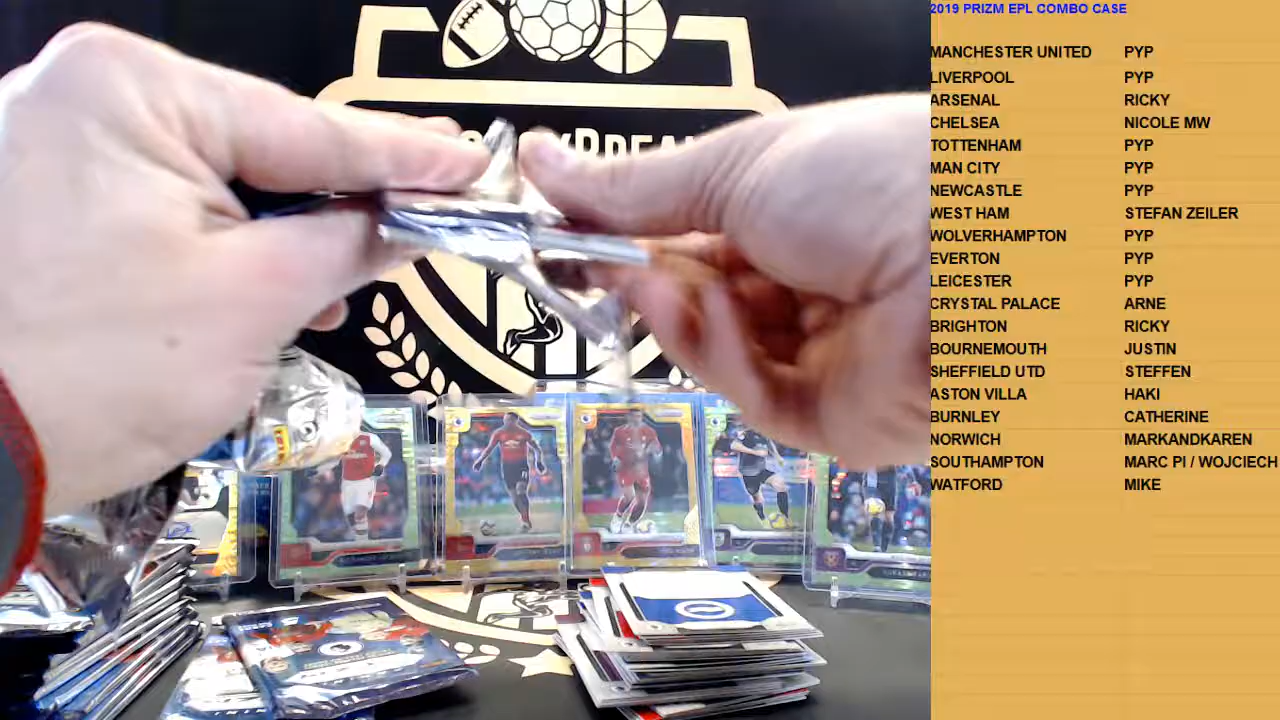 2019 PRIZM EPL COMBO CASE
MANCHESTER UNITED PYP
LIVERPOOL PYP
ARSENAL RICKY
CHELSEA NICOLE MW
TOTTENHAM PYP
MAN CITY PYP
NEWCASTLE PYP
WEST HAM STEFAN ZEILER
WOLVERHAMPTON PYP
EVERTON PYP
LEICESTER PYP
CRYSTAL PALACE ARNE
BRIGHTON RICKY
BOURNEMOUTH JUSTIN
SHEFFIELD UTD STEFFEN
ASTON VILLA HAKI
BURNLEY CATHERINE
NORWICH MARKANDKAREN
SOUTHAMPTON MARC PI / WOJCIECH
WATFORD MIKE